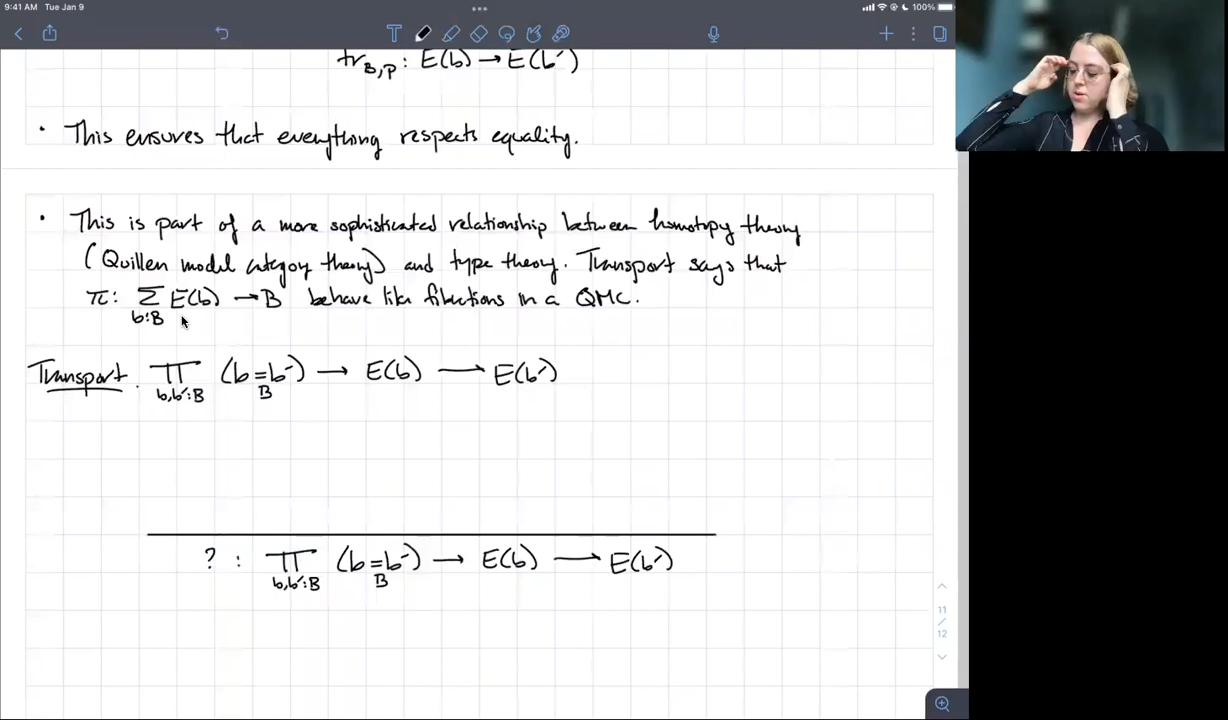 9:41 AM Tue Jan 9
100%
tr_{B,p} : E(b) → E(b′)
• This ensures that everything respects equality.
• This is part of a more sophisticated relationship between homotopy theory
(Quillen model category theory) and type theory. Transport says that
π: Σ_{b:B} E(b) → B behave like fibrations in a QMC.
Transport. Π_{b,b′:B} (b =_B b′) → E(b) → E(b′)
? : Π_{b,b′:B} (b =_B b′) → E(b) → E(b′)
11
/
12